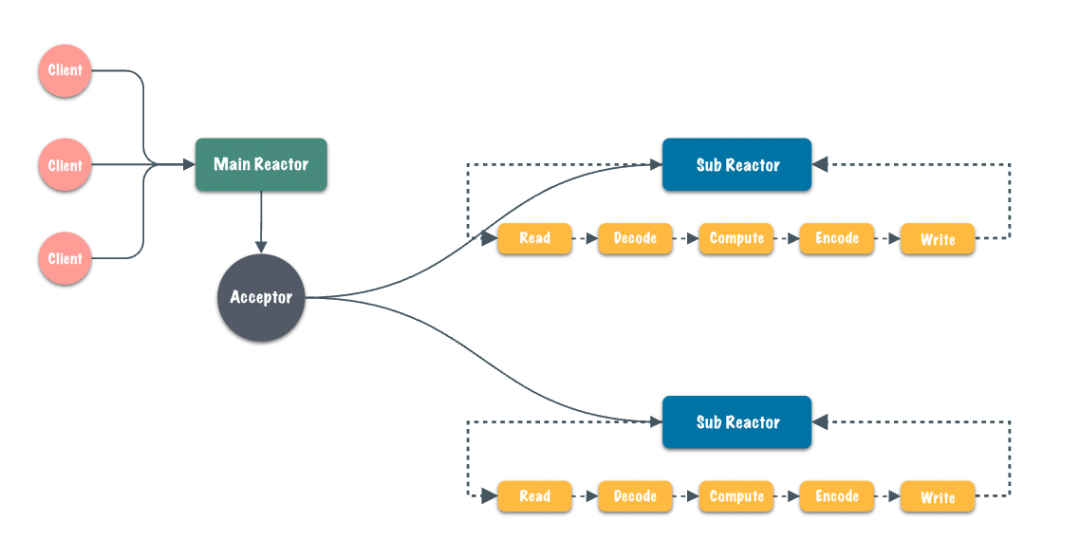 Client
Client
Client
Main Reactor
Acceptor
Sub Reactor
Read
Decode
Compute
Encode
Write
Sub Reactor
Read
Decode
Compute
Encode
Write